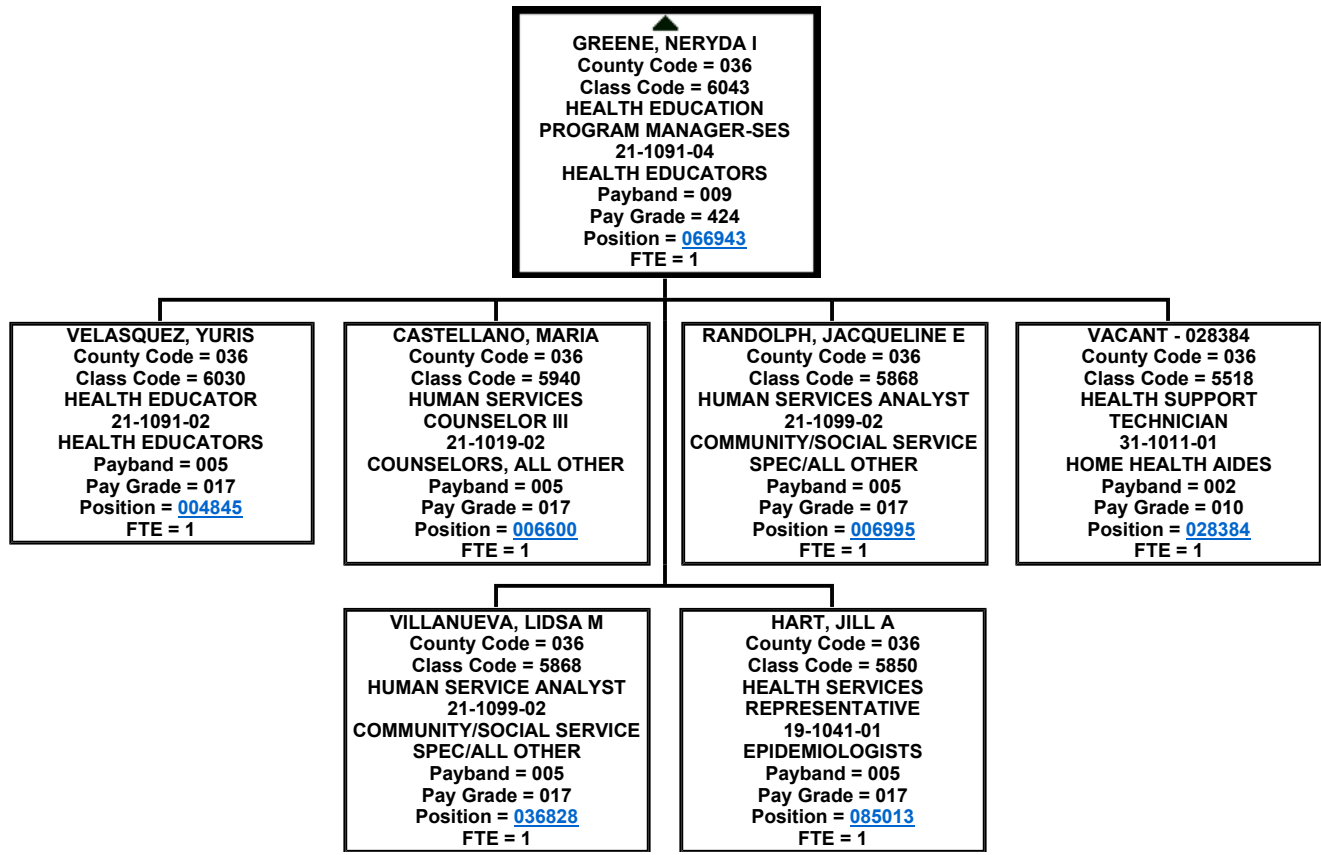 GREENE, NERYDA I
County Code = 036
Class Code = 6043
HEALTH EDUCATION
PROGRAM MANAGER-SES
21-1091-04
HEALTH EDUCATORS
Payband = 009
Pay Grade = 424
Position = 066943
FTE = 1
VELASQUEZ, YURIS
County Code = 036
Class Code = 6030
HEALTH EDUCATOR
21-1091-02
HEALTH EDUCATORS
Payband = 005
Pay Grade = 017
Position = 004845
FTE = 1
CASTELLANO, MARIA
County Code = 036
Class Code = 5940
HUMAN SERVICES
COUNSELOR III
21-1019-02
COUNSELORS, ALL OTHER
Payband = 005
Pay Grade = 017
Position = 006600
FTE = 1
RANDOLPH, JACQUELINE E
County Code = 036
Class Code = 5868
HUMAN SERVICES ANALYST
21-1099-02
COMMUNITY/SOCIAL SERVICE
SPEC/ALL OTHER
Payband = 005
Pay Grade = 017
Position = 006995
FTE = 1
VACANT - 028384
County Code = 036
Class Code = 5518
HEALTH SUPPORT
TECHNICIAN
31-1011-01
HOME HEALTH AIDES
Payband = 002
Pay Grade = 010
Position = 028384
FTE = 1
VILLANUEVA, LIDSA M
County Code = 036
Class Code = 5868
HUMAN SERVICE ANALYST
21-1099-02
COMMUNITY/SOCIAL SERVICE
SPEC/ALL OTHER
Payband = 005
Pay Grade = 017
Position = 036828
FTE = 1
HART, JILL A
County Code = 036
Class Code = 5850
HEALTH SERVICES
REPRESENTATIVE
19-1041-01
EPIDEMIOLOGISTS
Payband = 005
Pay Grade = 017
Position = 085013
FTE = 1